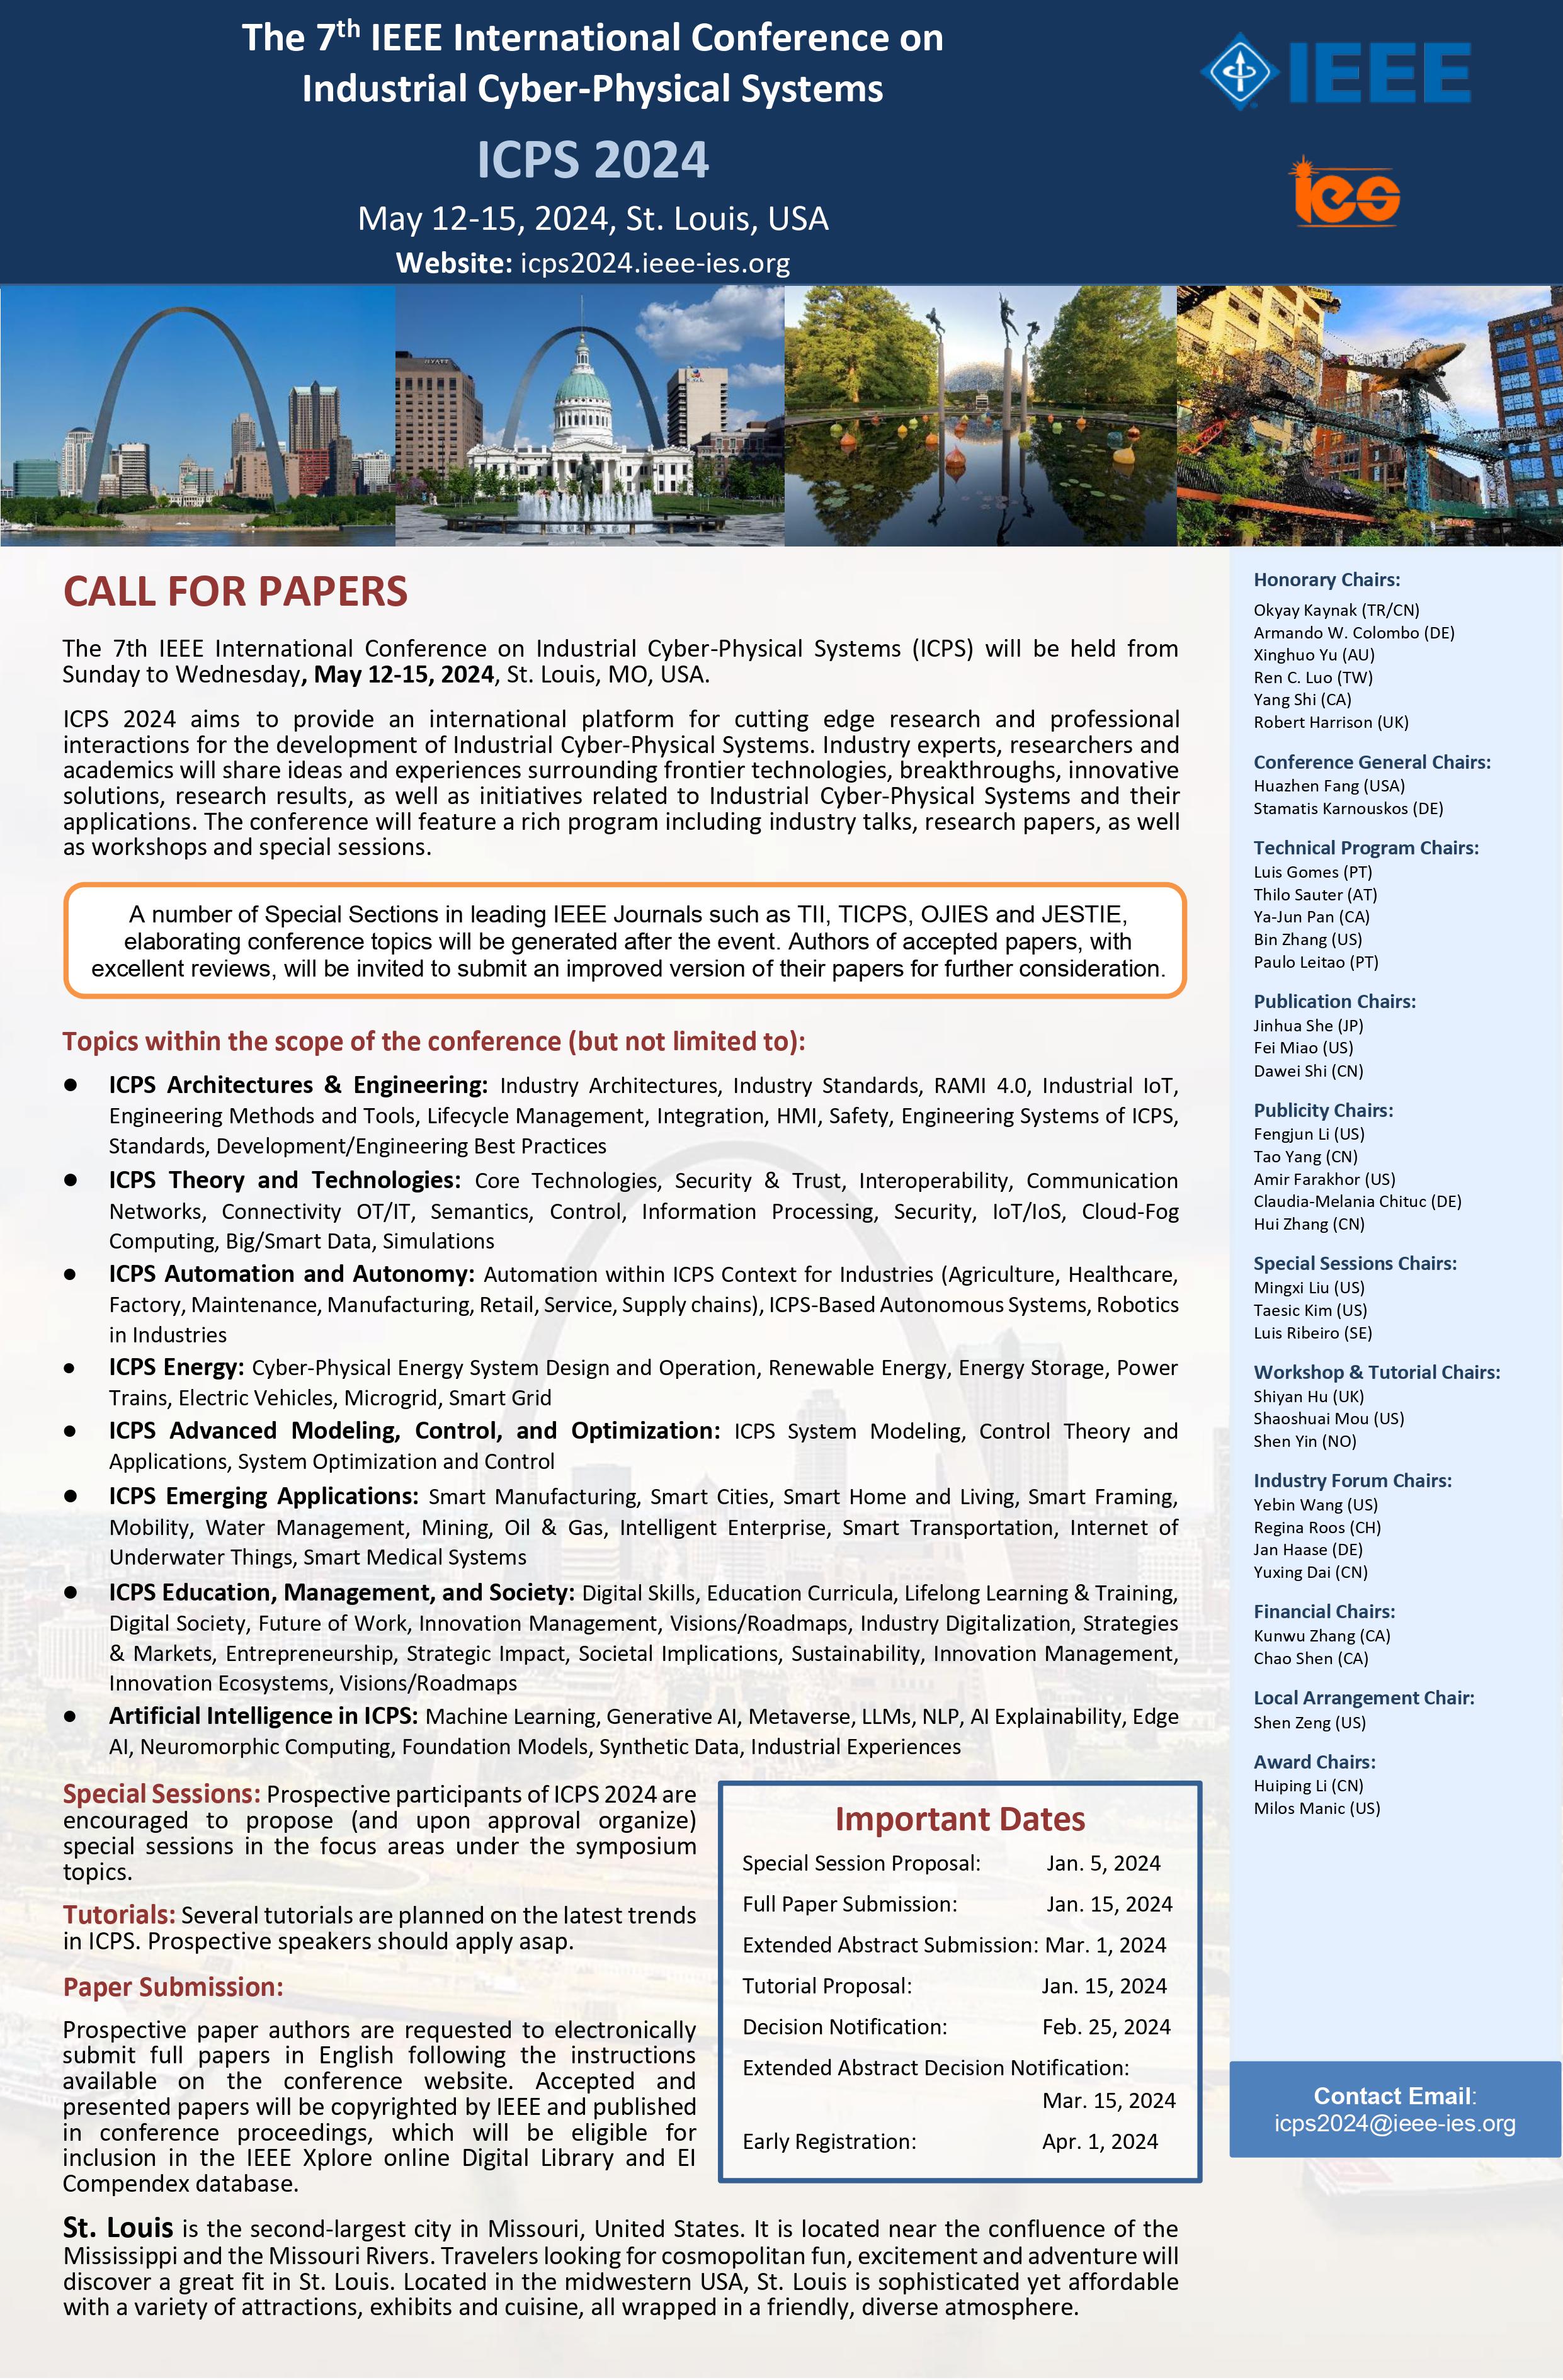 The 7th IEEE International Conference on
Industrial Cyber-Physical Systems
ICPS 2024
May 12-15, 2024, St. Louis, USA
Website: icps2024.ieee-ies.org
IEEE
ies
HYATT
CALL FOR PAPERS
The 7th IEEE International Conference on Industrial Cyber-Physical Systems (ICPS) will be held from
Sunday to Wednesday, May 12-15, 2024, St. Louis, MO, USA.
ICPS 2024 aims to provide an international platform for cutting edge research and professional
interactions for the development of Industrial Cyber-Physical Systems. Industry experts, researchers and
academics will share ideas and experiences surrounding frontier technologies, breakthroughs, innovative
solutions, research results, as well as initiatives related to Industrial Cyber-Physical Systems and their
applications. The conference will feature a rich program including industry talks, research papers, as well
as workshops and special sessions.
A number of Special Sections in leading IEEE Journals such as TII, TICPS, OJIES and JESTIE,
elaborating conference topics will be generated after the event. Authors of accepted papers, with
excellent reviews, will be invited to submit an improved version of their papers for further consideration.
Topics within the scope of the conference (but not limited to):
● ICPS Architectures & Engineering: Industry Architectures, Industry Standards, RAMI 4.0, Industrial IoT,
Engineering Methods and Tools, Lifecycle Management, Integration, HMI, Safety, Engineering Systems of ICPS,
Standards, Development/Engineering Best Practices
● ICPS Theory and Technologies: Core Technologies, Security & Trust, Interoperability, Communication
Networks, Connectivity OT/IT, Semantics, Control, Information Processing, Security, IoT/IoS, Cloud-Fog
Computing, Big/Smart Data, Simulations
● ICPS Automation and Autonomy: Automation within ICPS Context for Industries (Agriculture, Healthcare,
Factory, Maintenance, Manufacturing, Retail, Service, Supply chains), ICPS-Based Autonomous Systems, Robotics
in Industries
● ICPS Energy: Cyber-Physical Energy System Design and Operation, Renewable Energy, Energy Storage, Power
Trains, Electric Vehicles, Microgrid, Smart Grid
● ICPS Advanced Modeling, Control, and Optimization: ICPS System Modeling, Control Theory and
Applications, System Optimization and Control
● ICPS Emerging Applications: Smart Manufacturing, Smart Cities, Smart Home and Living, Smart Framing,
Mobility, Water Management, Mining, Oil & Gas, Intelligent Enterprise, Smart Transportation, Internet of
Underwater Things, Smart Medical Systems
● ICPS Education, Management, and Society: Digital Skills, Education Curricula, Lifelong Learning & Training,
Digital Society, Future of Work, Innovation Management, Visions/Roadmaps, Industry Digitalization, Strategies
& Markets, Entrepreneurship, Strategic Impact, Societal Implications, Sustainability, Innovation Management,
Innovation Ecosystems, Visions/Roadmaps
● Artificial Intelligence in ICPS: Machine Learning, Generative AI, Metaverse, LLMs, NLP, AI Explainability, Edge
AI, Neuromorphic Computing, Foundation Models, Synthetic Data, Industrial Experiences
Special Sessions: Prospective participants of ICPS 2024 are
encouraged to propose (and upon approval organize)
special sessions in the focus areas under the symposium
topics.
Tutorials: Several tutorials are planned on the latest trends
in ICPS. Prospective speakers should apply asap.
Paper Submission:
Prospective paper authors are requested to electronically
submit full papers in English following the instructions
available on the conference website. Accepted and
presented papers will be copyrighted by IEEE and published
in conference proceedings, which will be eligible for
inclusion in the IEEE Xplore online Digital Library and EI
Compendex database.
Important Dates
Special Session Proposal: Jan. 5, 2024
Full Paper Submission: Jan. 15, 2024
Extended Abstract Submission: Mar. 1, 2024
Tutorial Proposal: Jan. 15, 2024
Decision Notification: Feb. 25, 2024
Extended Abstract Decision Notification:
Mar. 15, 2024
Early Registration: Apr. 1, 2024
St. Louis is the second-largest city in Missouri, United States. It is located near the confluence of the
Mississippi and the Missouri Rivers. Travelers looking for cosmopolitan fun, excitement and adventure will
discover a great fit in St. Louis. Located in the midwestern USA, St. Louis is sophisticated yet affordable
with a variety of attractions, exhibits and cuisine, all wrapped in a friendly, diverse atmosphere.
Honorary Chairs:
Okyay Kaynak (TR/CN)
Armando W. Colombo (DE)
Xinghuo Yu (AU)
Ren C. Luo (TW)
Yang Shi (CA)
Robert Harrison (UK)
Conference General Chairs:
Huazhen Fang (USA)
Stamatis Karnouskos (DE)
Technical Program Chairs:
Luis Gomes (PT)
Thilo Sauter (AT)
Ya-Jun Pan (CA)
Bin Zhang (US)
Paulo Leitao (PT)
Publication Chairs:
Jinhua She (JP)
Fei Miao (US)
Dawei Shi (CN)
Publicity Chairs:
Fengjun Li (US)
Tao Yang (CN)
Amir Farakhor (US)
Claudia-Melania Chituc (DE)
Hui Zhang (CN)
Special Sessions Chairs:
Mingxi Liu (US)
Taesic Kim (US)
Luis Ribeiro (SE)
Workshop & Tutorial Chairs:
Shiyan Hu (UK)
Shaoshuai Mou (US)
Shen Yin (NO)
Industry Forum Chairs:
Yebin Wang (US)
Regina Roos (CH)
Jan Haase (DE)
Yuxing Dai (CN)
Financial Chairs:
Kunwu Zhang (CA)
Chao Shen (CA)
Local Arrangement Chair:
Shen Zeng (US)
Award Chairs:
Huiping Li (CN)
Milos Manic (US)
Contact Email:
icps2024@ieee-ies.org